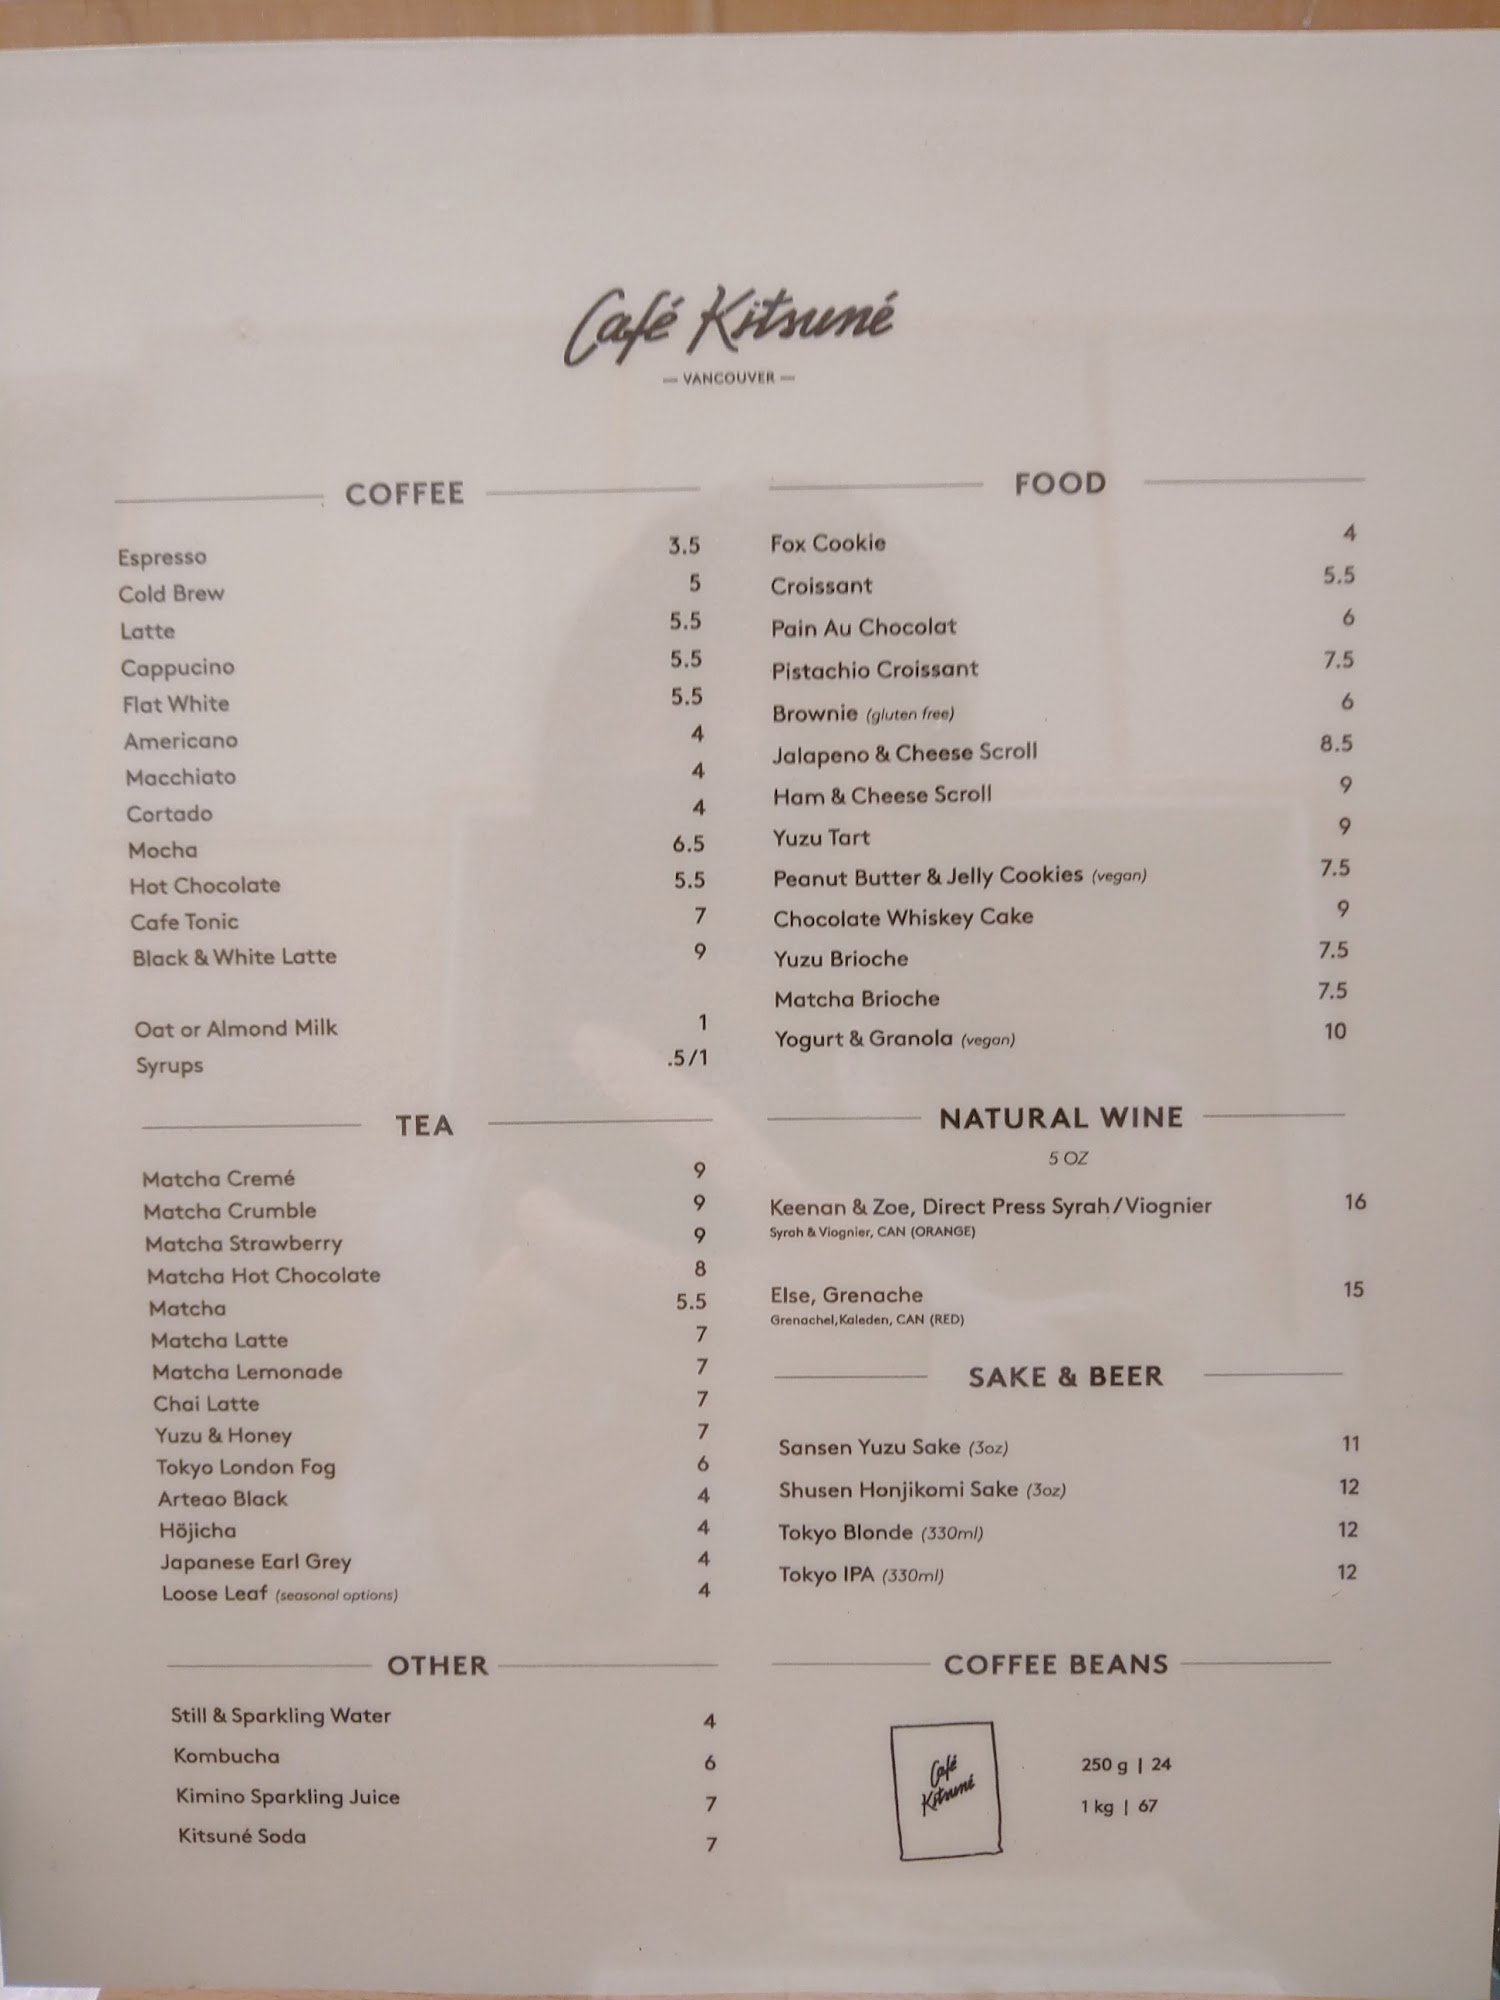 Café Kitsuné
— VANCOUVER —
COFFEE
Espresso 3.5
Cold Brew 5
Latte 5.5
Cappucino 5.5
Flat White 5.5
Americano 4
Macchiato 4
Cortado 4
Mocha 6.5
Hot Chocolate 5.5
Cafe Tonic 7
Black & White Latte 9
Oat or Almond Milk 1
Syrups .5/1
TEA
Matcha Cremé 9
Matcha Crumble 9
Matcha Strawberry 9
Matcha Hot Chocolate 8
Matcha 5.5
Matcha Latte 7
Matcha Lemonade 7
Chai Latte 7
Yuzu & Honey 7
Tokyo London Fog 6
Arteao Black 4
Höjicha 4
Japanese Earl Grey 4
Loose Leaf (seasonal options) 4
OTHER
Still & Sparkling Water 4
Kombucha 6
Kimino Sparkling Juice 7
Kitsuné Soda 7
FOOD
Fox Cookie 4
Croissant 5.5
Pain Au Chocolat 6
Pistachio Croissant 7.5
Brownie (gluten free) 6
Jalapeno & Cheese Scroll 8.5
Ham & Cheese Scroll 9
Yuzu Tart 9
Peanut Butter & Jelly Cookies (vegan) 7.5
Chocolate Whiskey Cake 9
Yuzu Brioche 7.5
Matcha Brioche 7.5
Yogurt & Granola (vegan) 10
NATURAL WINE
5 OZ
Keenan & Zoe, Direct Press Syrah/Viognier 16
Syrah & Viognier, CAN (ORANGE)
Else, Grenache 15
Grenachel,Kaleden, CAN (RED)
SAKE & BEER
Sansen Yuzu Sake (3oz) 11
Shusen Honjikomi Sake (3oz) 12
Tokyo Blonde (330ml) 12
Tokyo IPA (330ml) 12
COFFEE BEANS
Café
Kitsuné
250 g | 24
1 kg | 67